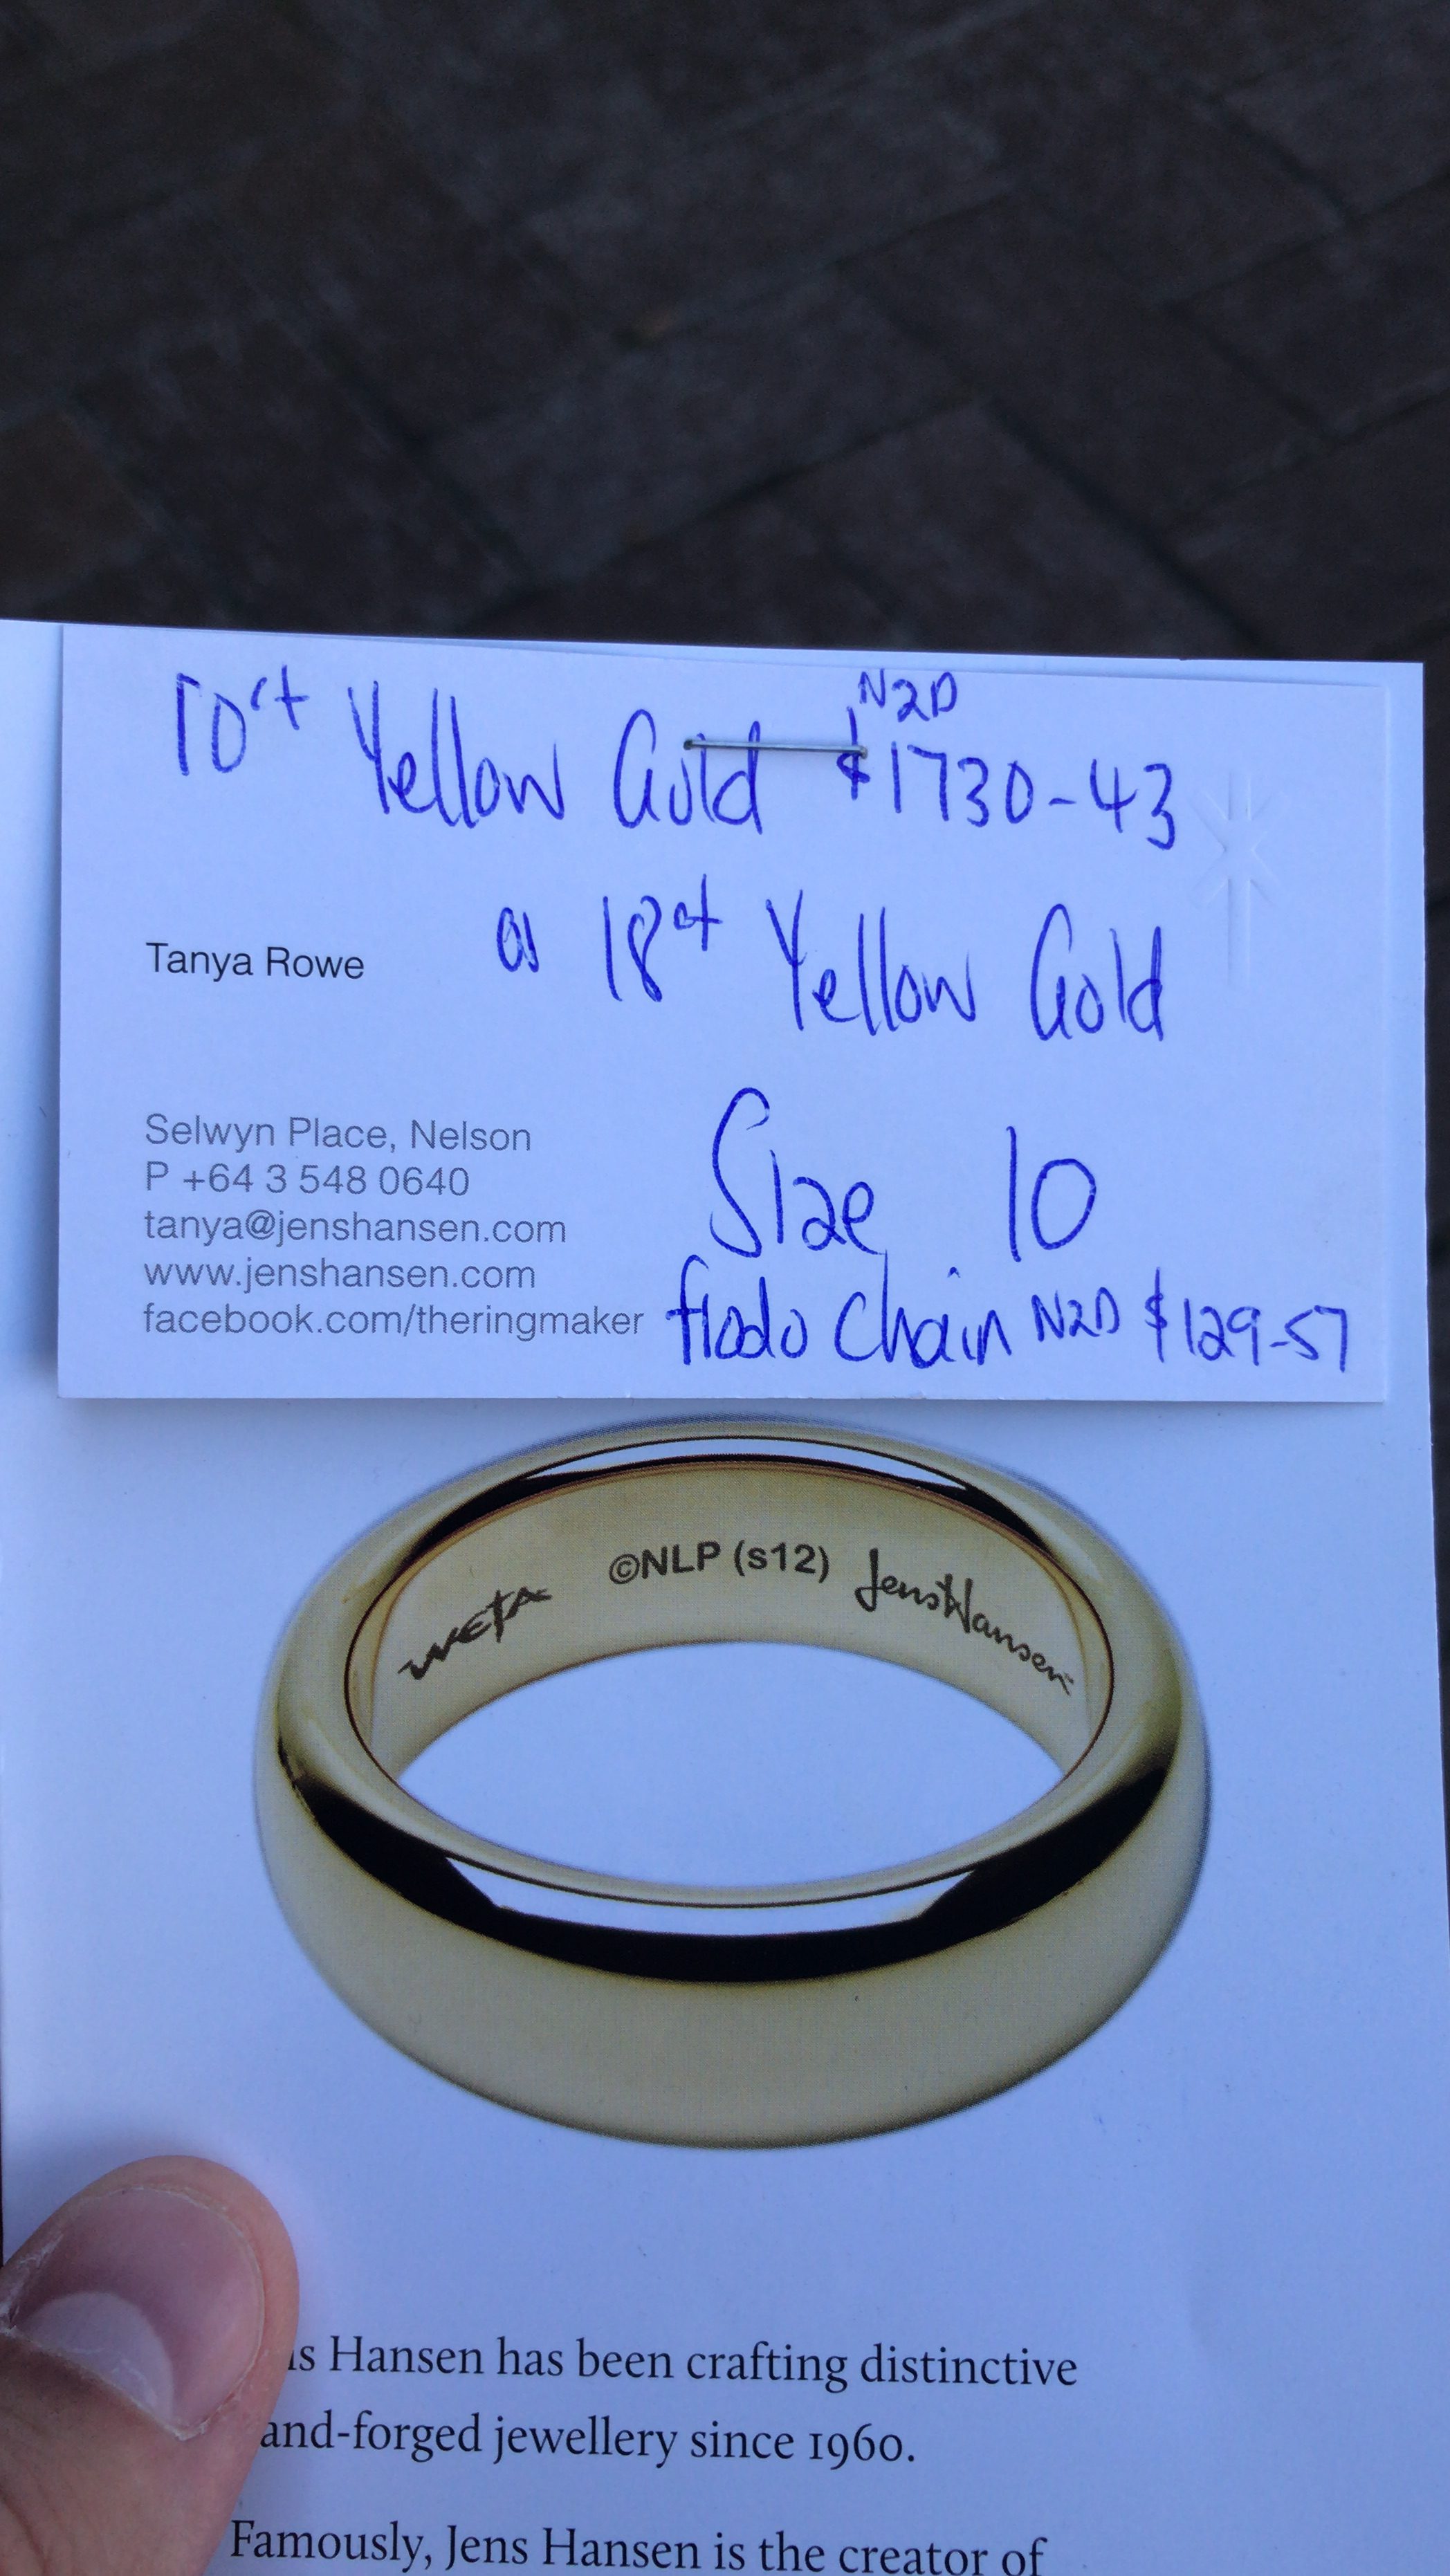 10ct Yellow Gold NZD $1730-43
or 18ct Yellow Gold
Tanya Rowe
Size 10
Selwyn Place, Nelson
P +64 3 548 0640
tanya@jenshansen.com
www.jenshansen.com
facebook.com/theringmaker
frodo Chain NZD $129-57
WETA ©NLP (s12) Jens Hansen
Hansen has been crafting distinctive
and-forged jewellery since 1960.
Famously, Jens Hansen is the creator of